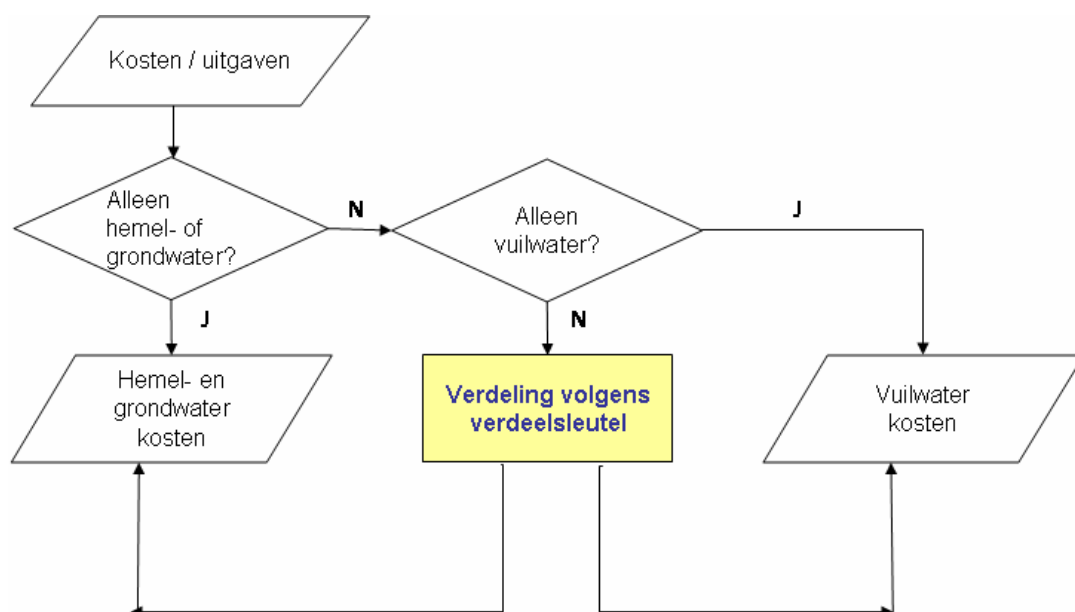 Kosten / uitgaven
Alleen
hemel- of
grondwater?
N
Alleen
vuilwater?
J
J
N
Hemel- en
grondwater
kosten
Verdeling volgens
verdeelsleutel
Vuilwater
kosten